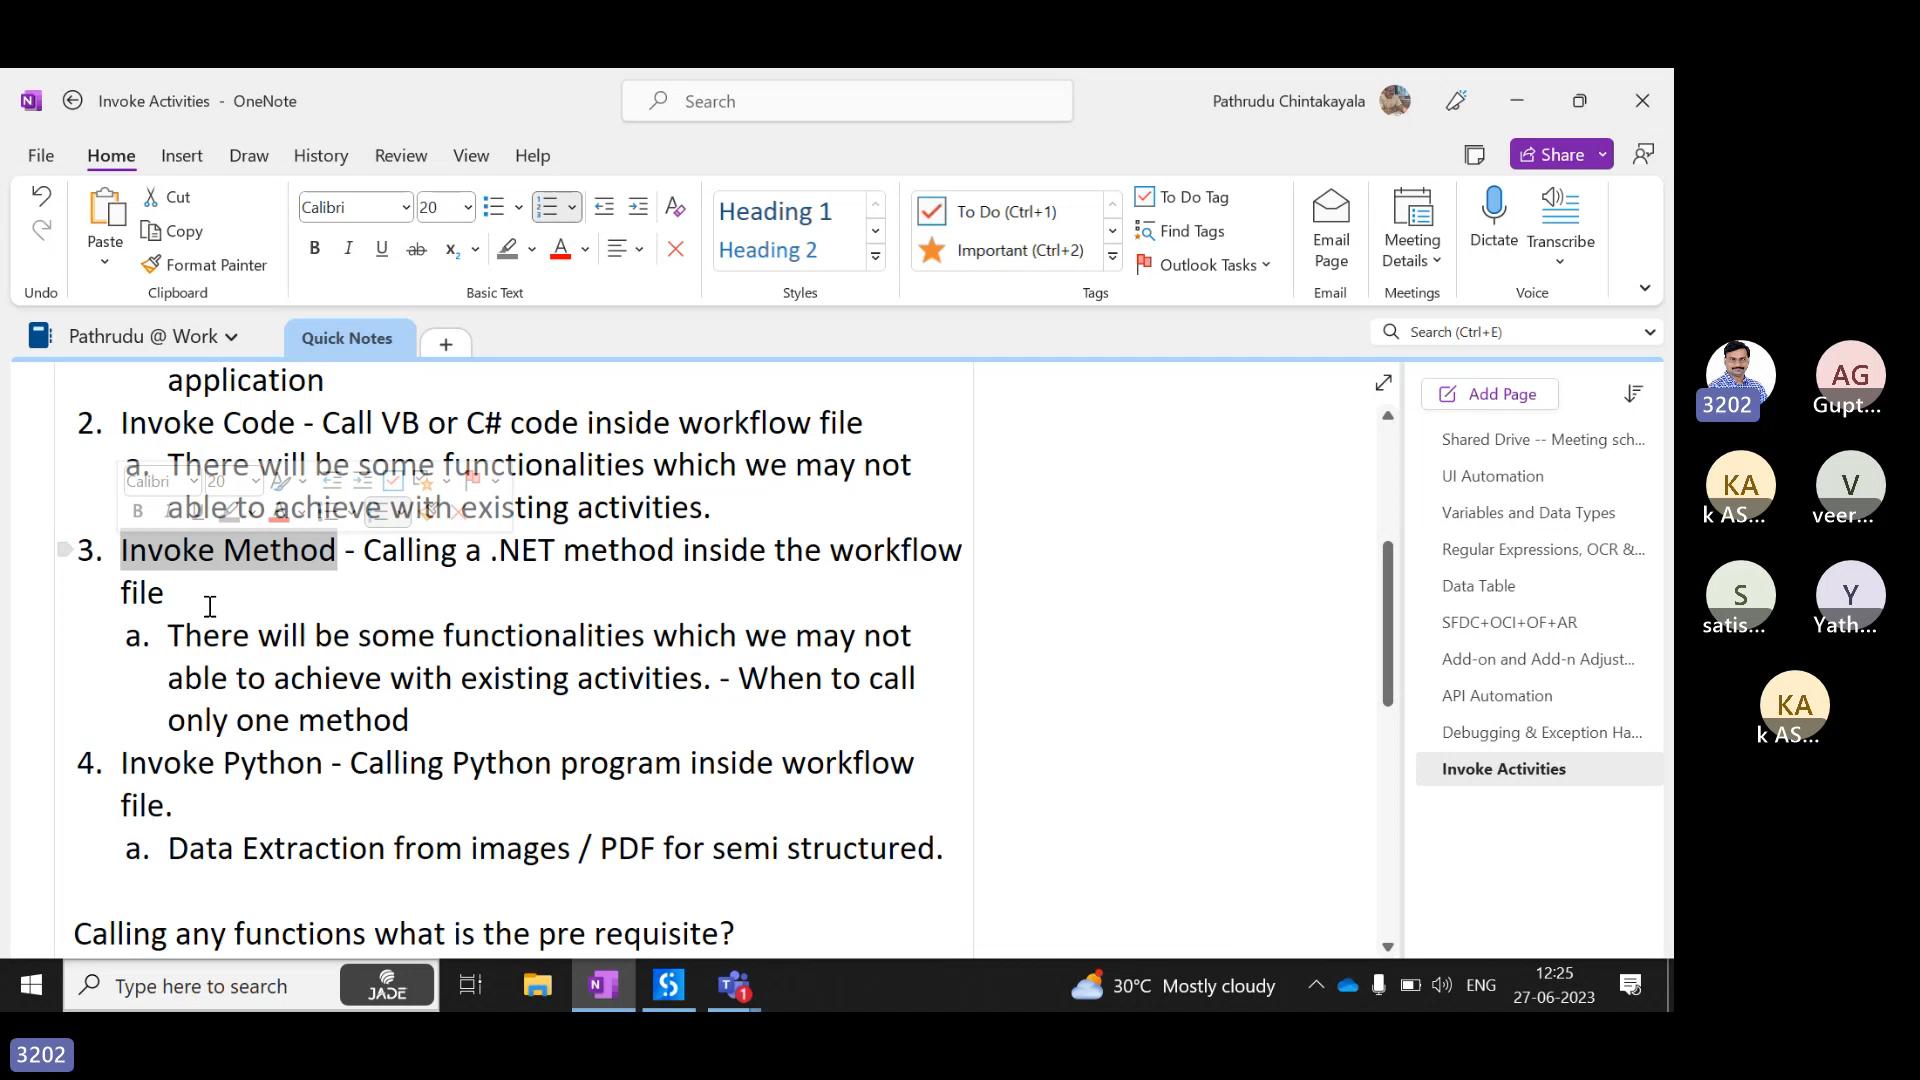 Invoke Activities - OneNote
Search
Pathrudu Chintakayala
File Home Insert Draw History Review View Help
Share
Cut
Copy
Format Painter
Paste
Undo
Clipboard
Calibri 20
B I U ab x2 A
Basic Text
Heading 1
Heading 2
Styles
To Do (Ctrl+1)
Important (Ctrl+2)
To Do Tag
Find Tags
Outlook Tasks
Tags
Email Page
Email
Meeting Details
Meetings
Dictate
Transcribe
Voice
Pathrudu @ Work
Quick Notes
+
Search (Ctrl+E)
application
2. Invoke Code - Call VB or C# code inside workflow file
a. There will be some functionalities which we may not
able to achieve with existing activities.
Calibri 20
B
3. Invoke Method - Calling a .NET method inside the workflow
file
a. There will be some functionalities which we may not
able to achieve with existing activities. - When to call
only one method
4. Invoke Python - Calling Python program inside workflow
file.
a. Data Extraction from images / PDF for semi structured.
Calling any functions what is the pre requisite?
Add Page
Shared Drive -- Meeting sch...
UI Automation
Variables and Data Types
Regular Expressions, OCR &...
Data Table
SFDC+OCI+OF+AR
Add-on and Add-n Adjust...
API Automation
Debugging & Exception Ha...
Invoke Activities
3202
AG
Gupt...
KA
k AS...
V
veer...
S
satis...
Y
Yath...
KA
k AS...
Type here to search
JADE
1
30°C Mostly cloudy
ENG
12:25
27-06-2023
3202